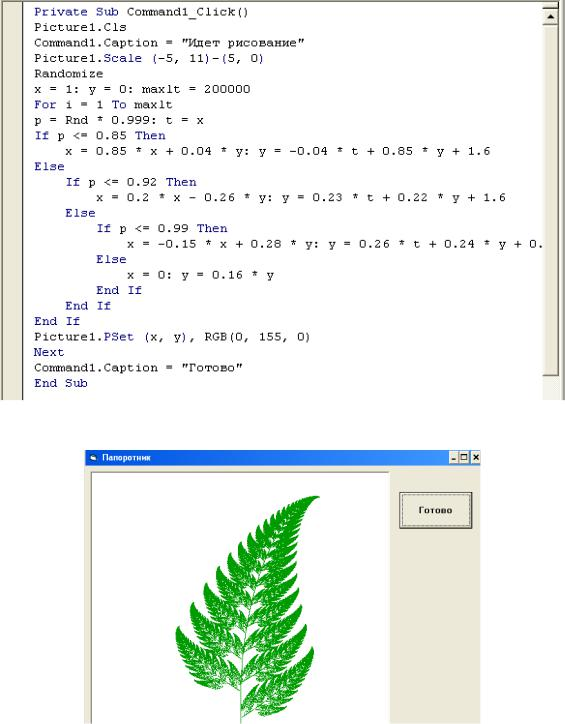 Private Sub Command1_Click()
Picture1.Cls
Command1.Caption = "Идет рисование"
Picture1.Scale (-5, 11)-(5, 0)
Randomize
x = 1: y = 0: maxlt = 200000
For i = 1 To maxlt
p = Rnd * 0.999: t = x
If p <= 0.85 Then
x = 0.85 * x + 0.04 * y: y = -0.04 * t + 0.85 * y + 1.6
Else
If p <= 0.92 Then
x = 0.2 * x - 0.26 * y: y = 0.23 * t + 0.22 * y + 1.6
Else
If p <= 0.99 Then
x = -0.15 * x + 0.28 * y: y = 0.26 * t + 0.24 * y + 0.
Else
x = 0: y = 0.16 * y
End If
End If
End If
Picture1.PSet (x, y), RGB(0, 155, 0)
Next
Command1.Caption = "Готово"
End Sub
Папоротник
Готово